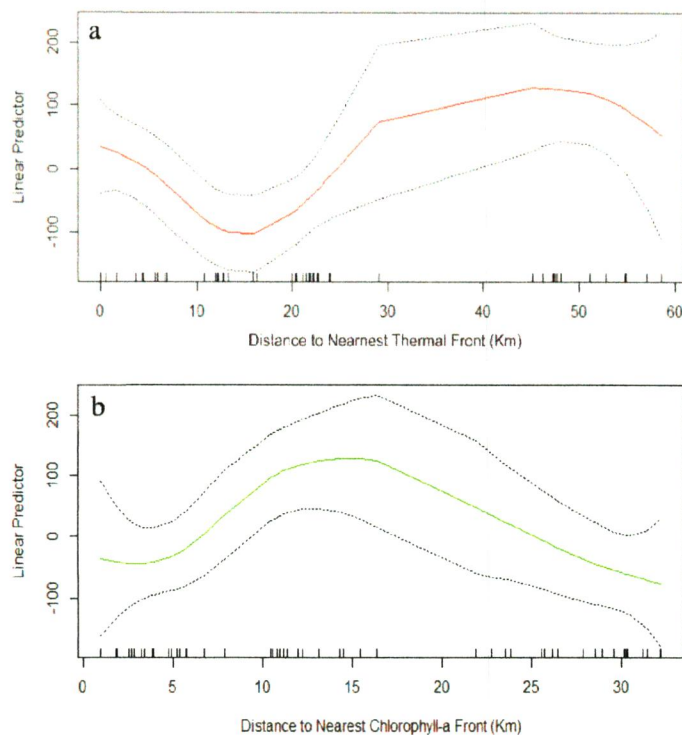 a
200
100
0
-100
Linear Predictor
0 10 20 30 40 50 60
Distance to Nearnest Thermal Front (Km)
b
200
100
0
-100
Linear Predictor
0 5 10 15 20 25 30
Distance to Nearest Chlorophyll-a Front (Km)